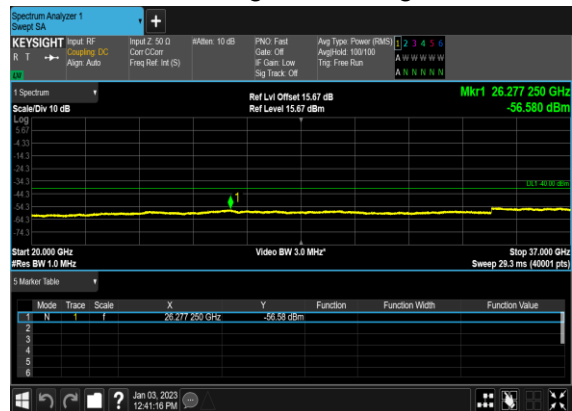 Spectrum Analyzer 1
Swept SA
+
KEYSIGHT Input: RF Input Z: 50 Ω #Atten: 10 dB PNO: Fast Avg Type: Power (RMS) 1 2 3 4 5 6
R T Coupling: DC Corr CCorr Gate: Off Avg|Hold: 100/100 A W W W W W
Align: Auto Freq Ref: Int (S) IF Gain: Low Trig: Free Run
LW Sig Track: Off A N N N N N
1 Spectrum Ref Lvl Offset 15.67 dB Mkr1 26.277 250 GHz
Scale/Div 10 dB Ref Level 15.67 dBm -56.580 dBm
Log
5.67
-4.33
-14.3
-24.3
-34.3
DL1 -40.00 dBm
-44.3
1
-54.3
-64.3
-74.3
Start 20.000 GHz Video BW 3.0 MHz* Stop 37.000 GHz
#Res BW 1.0 MHz Sweep 29.3 ms (40001 pts)
5 Marker Table
Mode Trace Scale X Y Function Function Width Function Value
1 N 1 f 26.277 250 GHz -56.58 dBm
2
3
4
5
6
? Jan 03, 2023
12:41:16 PM